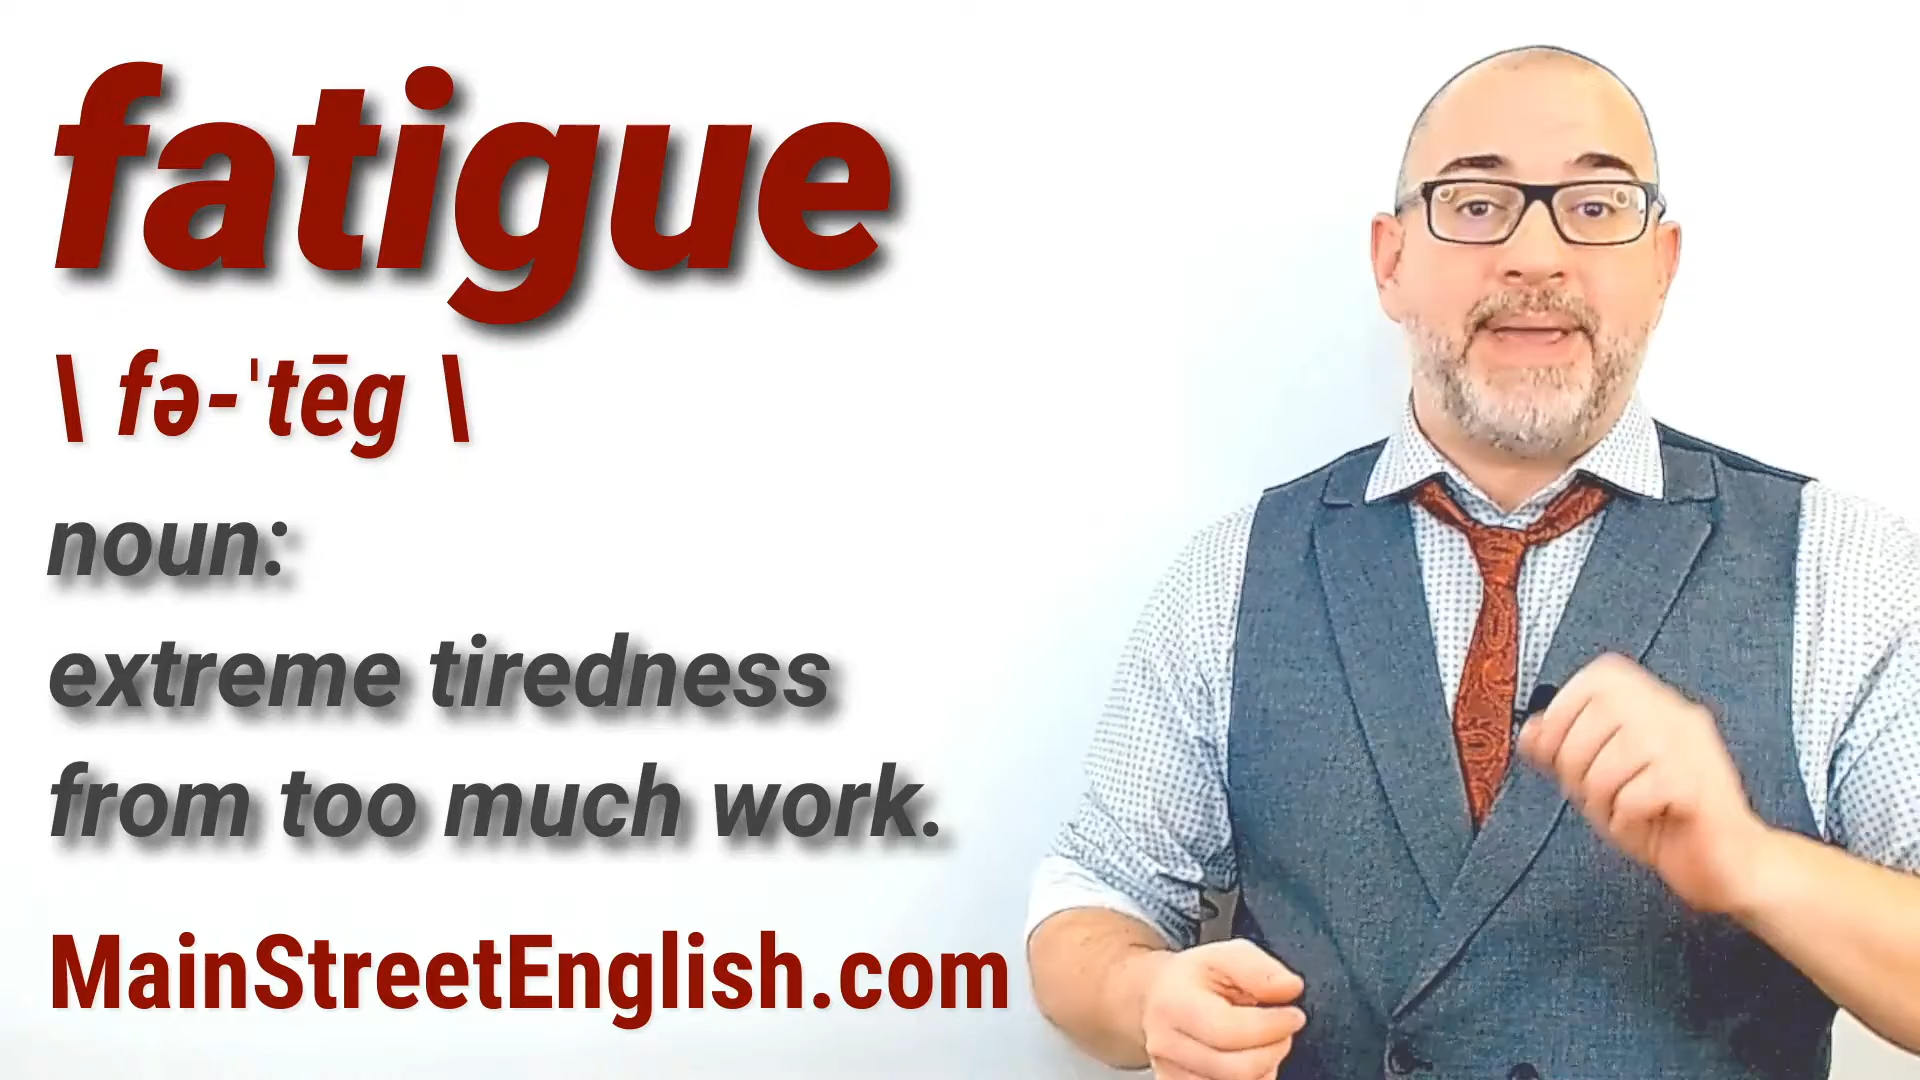 fatigue
\ fə-ˈtēg \
noun:
extreme tiredness
from too much work.
MainStreetEnglish.com